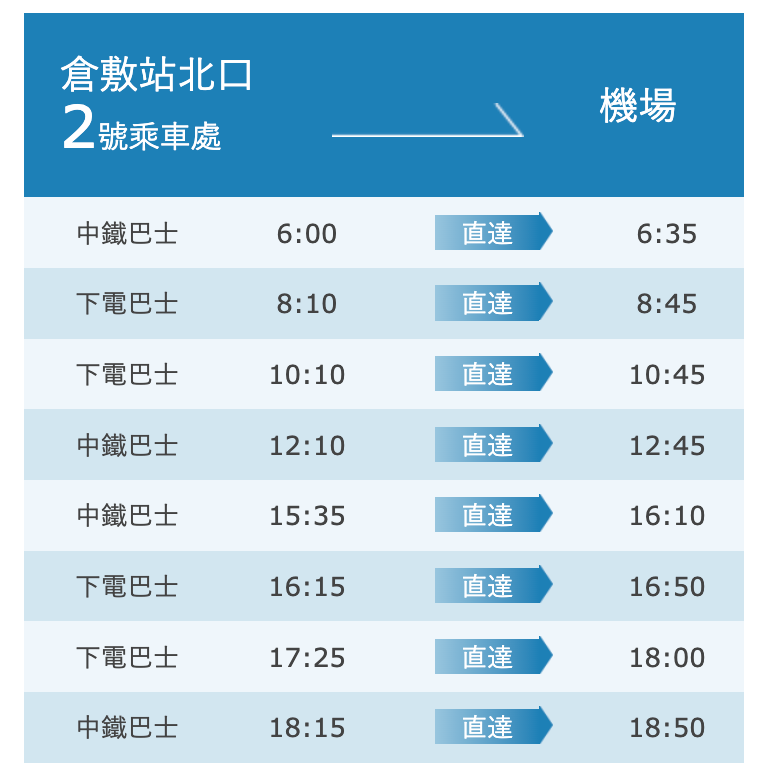 倉敷站北口
2號乘車處
機場
中鐵巴士 6:00 直達 6:35
下電巴士 8:10 直達 8:45
下電巴士 10:10 直達 10:45
中鐵巴士 12:10 直達 12:45
中鐵巴士 15:35 直達 16:10
下電巴士 16:15 直達 16:50
下電巴士 17:25 直達 18:00
中鐵巴士 18:15 直達 18:50